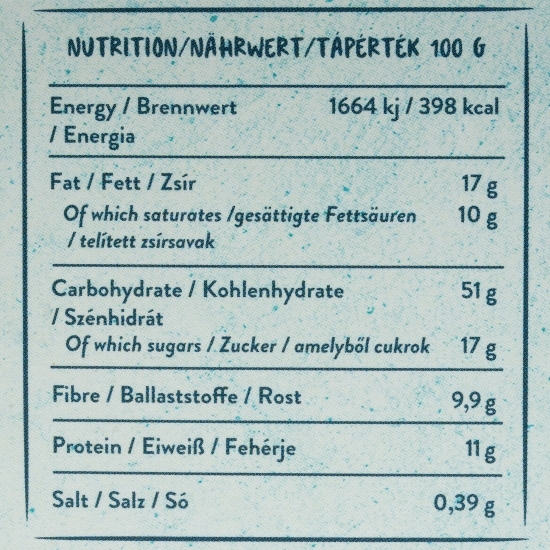 NUTRITION/NÄHRWERT/TÁPÉRTÉK 100 G
Energy / Brennwert 1664 kj / 398 kcal
/ Energia
Fat / Fett / Zsír 17 g
Of which saturates /gesättigte Fettsäuren 10 g
/ telített zsírsavak
Carbohydrate / Kohlenhydrate 51 g
/ Szénhidrát
Of which sugars / Zucker / amelyből cukrok 17 g
Fibre / Ballaststoffe / Rost 9,9 g
Protein / Eiweiß / Fehérje 11 g
Salt / Salz / Só 0,39 g